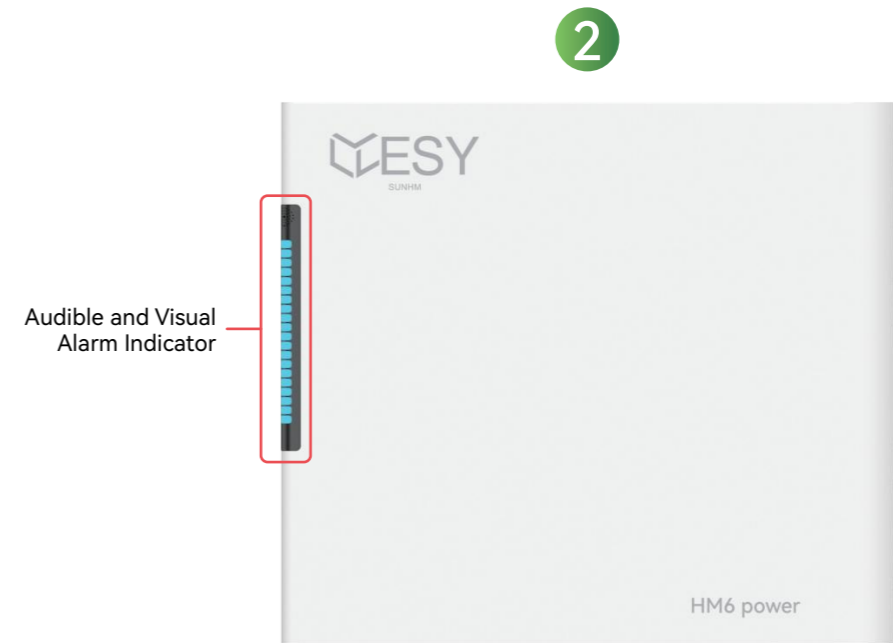 2
ESY
SUNHM
Audible and Visual
Alarm Indicator
HM6 power